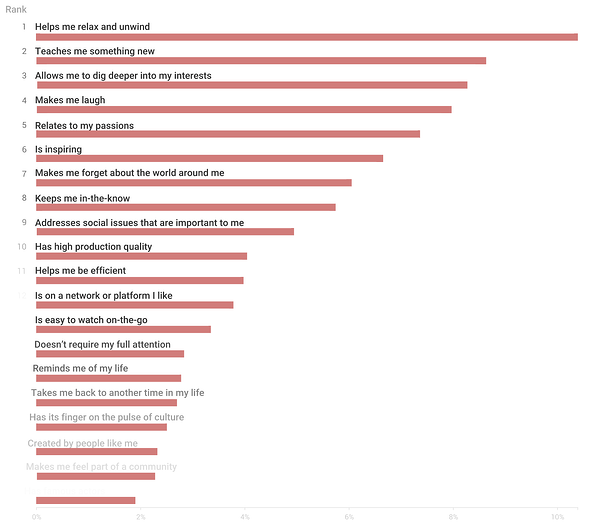 Rank
1 Helps me relax and unwind
2 Teaches me something new
3 Allows me to dig deeper into my interests
4 Makes me laugh
5 Relates to my passions
6 Is inspiring
7 Makes me forget about the world around me
8 Keeps me in-the-know
9 Addresses social issues that are important to me
10 Has high production quality
11 Helps me be efficient
12 Is on a network or platform I like
Is easy to watch on-the-go
Doesn’t require my full attention
Reminds me of my life
Takes me back to another time in my life
Has its finger on the pulse of culture
Created by people like me
Makes me feel part of a community
0% 2% 4% 6% 8% 10%